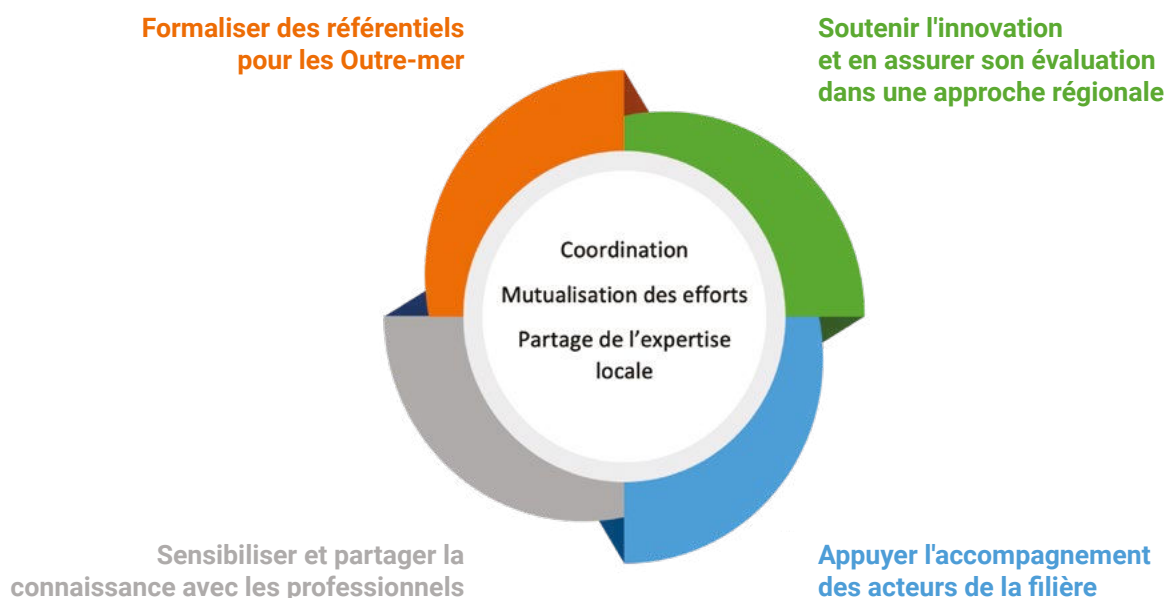 Formaliser des référentiels
pour les Outre-mer
Soutenir l'innovation
et en assurer son évaluation
dans une approche régionale
Coordination
Mutualisation des efforts
Partage de l’expertise
locale
Sensibiliser et partager la
connaissance avec les professionnels
Appuyer l'accompagnement
des acteurs de la filière